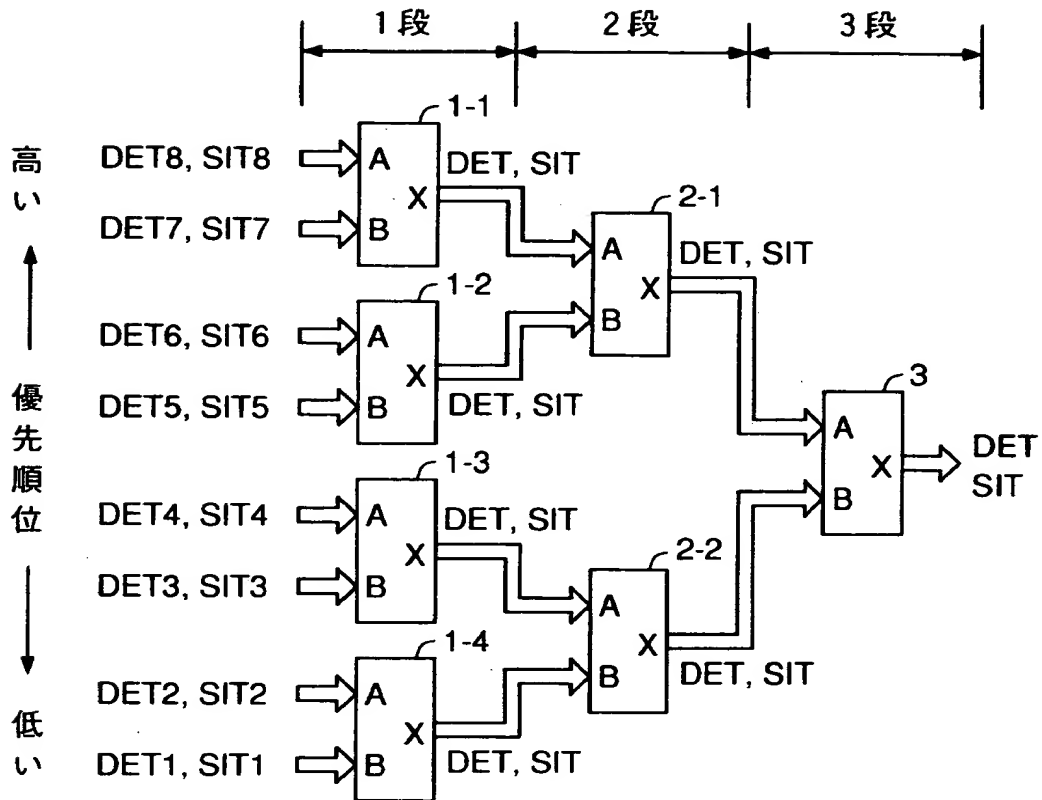 1段
2段
3段
高い
優先順位
低い
1-1
DET8, SIT8
A
DET, SIT
X
DET7, SIT7
B
2-1
A
DET, SIT
X
B
1-2
DET6, SIT6
A
X
DET5, SIT5
B
DET, SIT
3
A
X
DET
SIT
B
1-3
DET4, SIT4
A
DET, SIT
X
DET3, SIT3
B
2-2
A
X
B
DET, SIT
1-4
DET2, SIT2
A
X
DET1, SIT1
B
DET, SIT